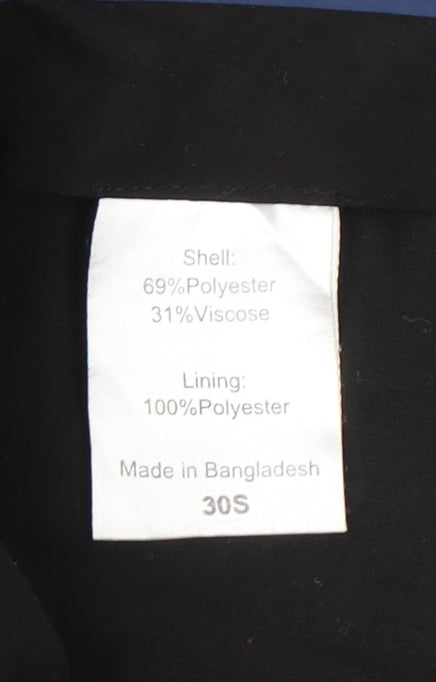 Shell:
69%Polyester
31%Viscose
Lining:
100%Polyester
Made in Bangladesh
30S